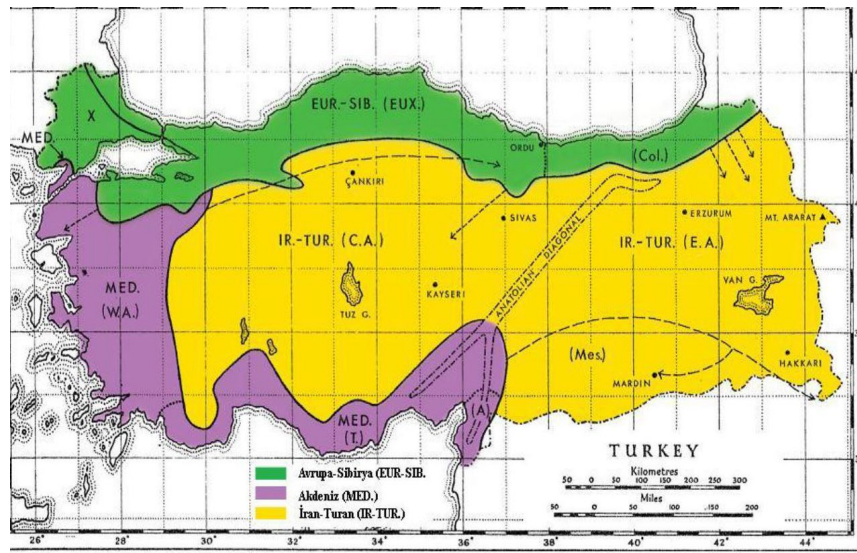 X
EUR.-SIB. (EUX.)
MED.
ORDU
(Col.)
ÇANKIRI
SİVAS
ERZURUM
MT. ARARAT
IR.-TUR. (C.A.)
IR.-TUR. (E.A.)
ANATOLIAN DIAGONAL
MED.
(W.A.)
TUZ G.
KAYSERI
VAN G.
(Mes.)
HAKKARI
MARDIN
MED.
(T.)
(A)
TURKEY
Kilometres
50 0 50 100 150 200 250 300
Miles
50 0 50 100 150 200
Avrupa-Sibirya (EUR-SIB.
Akdeniz (MED.)
İran-Turan (IR-TUR.)
26° 28° 30° 32° 34° 36° 38° 40° 42° 44°